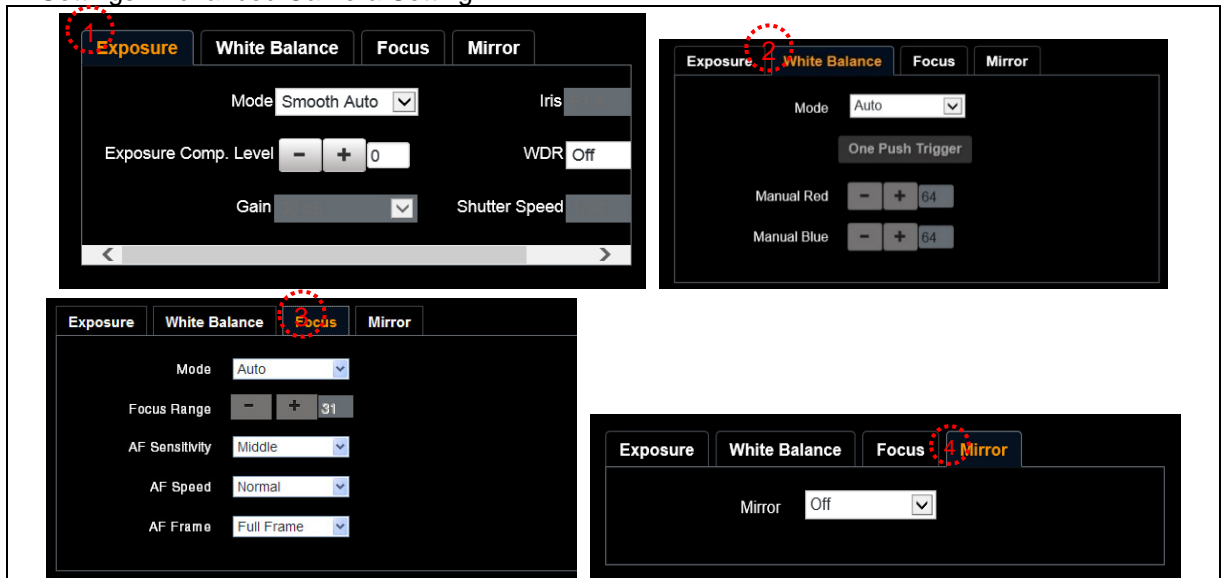 1
Exposure White Balance Focus Mirror
Mode Smooth Auto Iris
Exposure Comp. Level - + 0 WDR Off
Gain Shutter Speed
< >
2
Exposure White Balance Focus Mirror
Mode Auto
One Push Trigger
Manual Red - + 64
Manual Blue - + 64
3
Exposure White Balance Focus Mirror
Mode Auto
Focus Range - + 31
AF Sensitivity Middle
AF Speed Normal
AF Frame Full Frame
4
Exposure White Balance Focus Mirror
Mirror Off